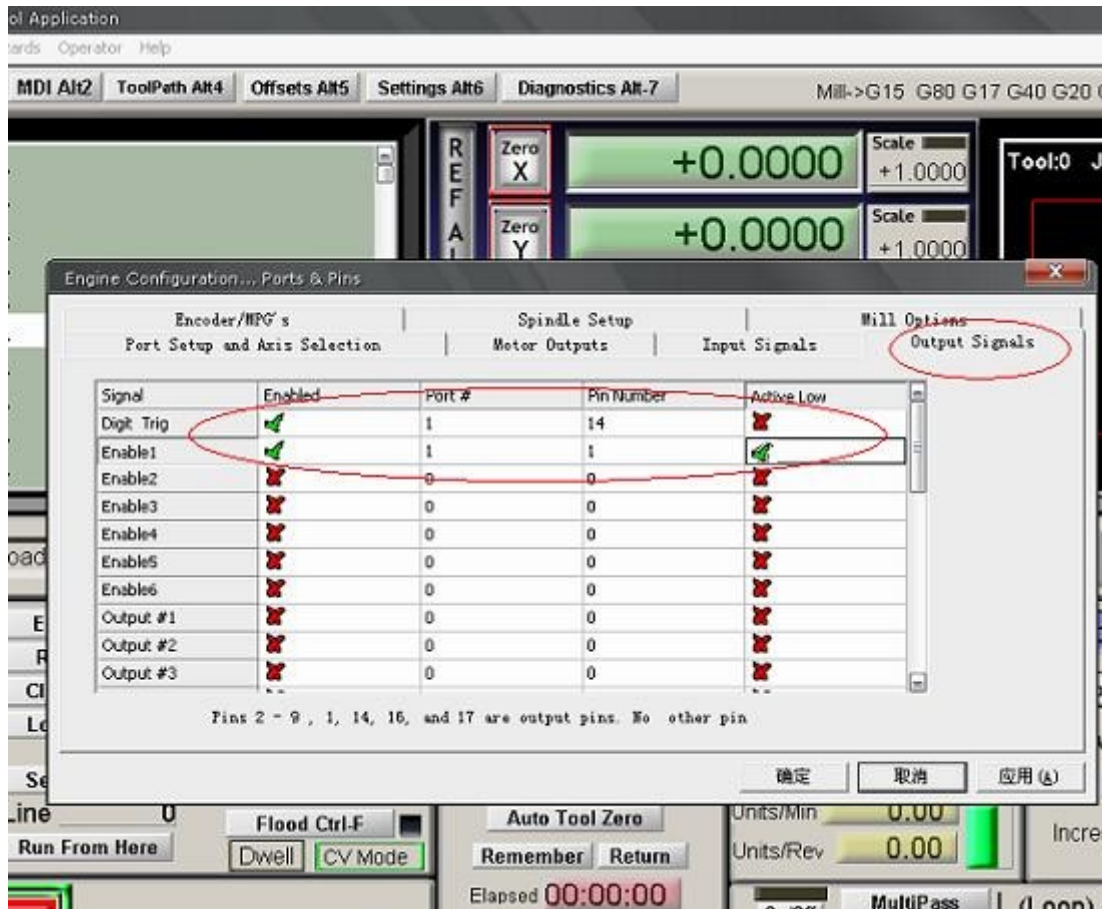 ol Application
Operator Help
MDI Alt2 ToolPath Alt4 Offsets Alt5 Settings Alt6 Diagnostics Alt-7 Mill->G15 G80 G17 G40 G20
REF A
Zero X +0.0000 Scale +1.0000 Tool:0 J
Zero Y +0.0000 Scale +1.0000
Engine Configuration... Ports & Pins
Encoder/MPG's Spindle Setup Mill Options
Port Setup and Axis Selection Motor Outputs Input Signals Output Signals
Signal Enabled Port # Pin Number Active Low
Digit Trig 1 14
Enable1 1 1
Enable2 0 0
Enable3 0 0
Enable4 0 0
Enable5 0 0
Enable6 0 0
Output #1 0 0
Output #2 0 0
Output #3 0 0
Pins 2 - 9 , 1, 14, 16, and 17 are output pins. No other pin
确定 取消 应用(A)
Line 0 Flood Ctrl-F Auto Tool Zero Units/Min 0.00
Run From Here Dwell CV Mode Remember Return Units/Rev 0.00 Incre
Elapsed 00:00:00 MultiPass (Loop)